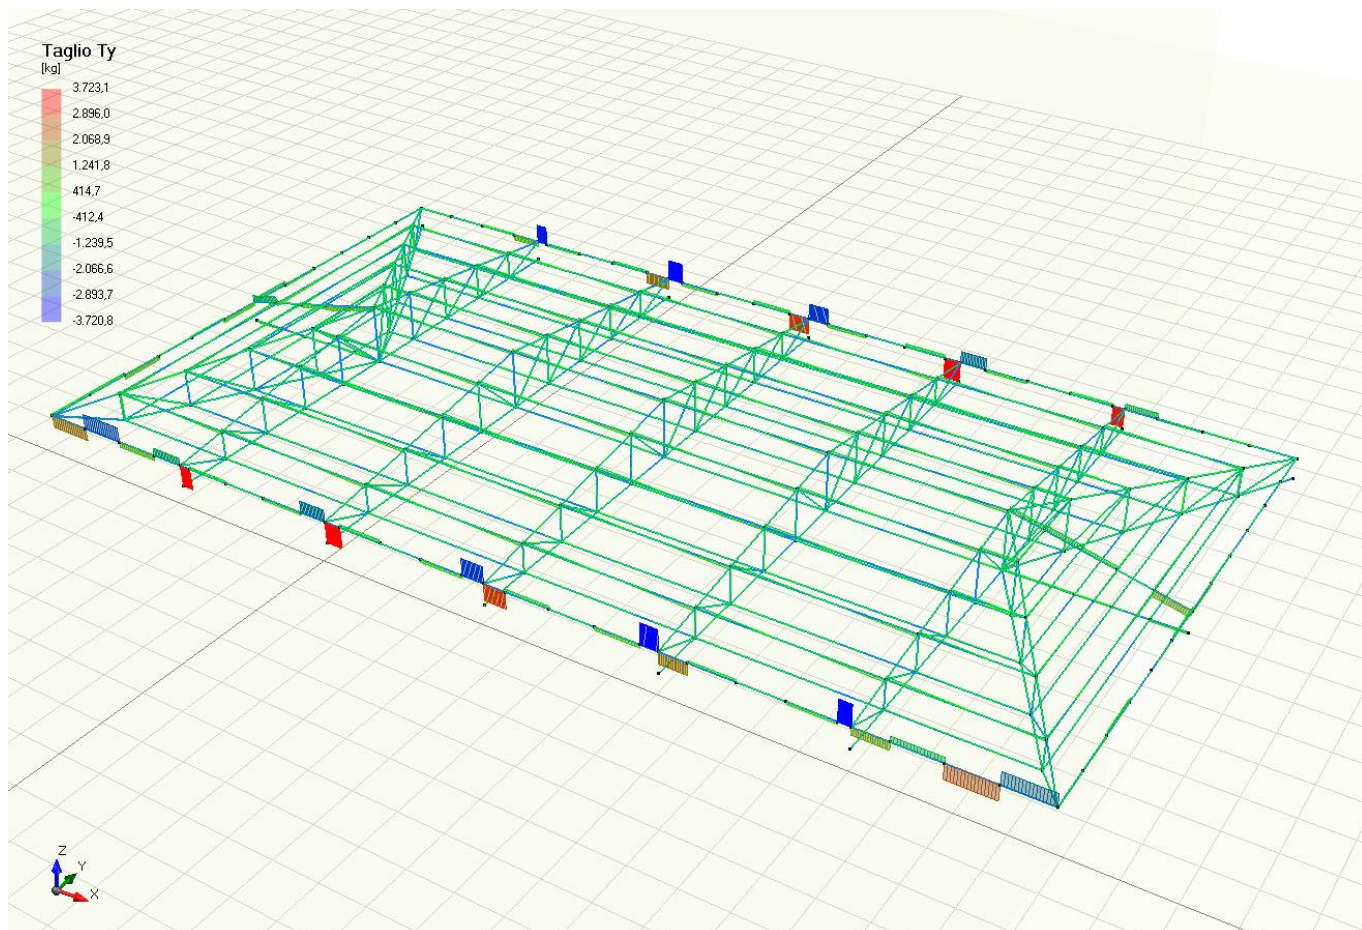 Taglio Ty
[kg]
3.723,1
2.896,0
2.068,9
1.241,8
414,7
-412,4
-1.239,5
-2.066,6
-2.893,7
-3.720,8
Z
Y
X